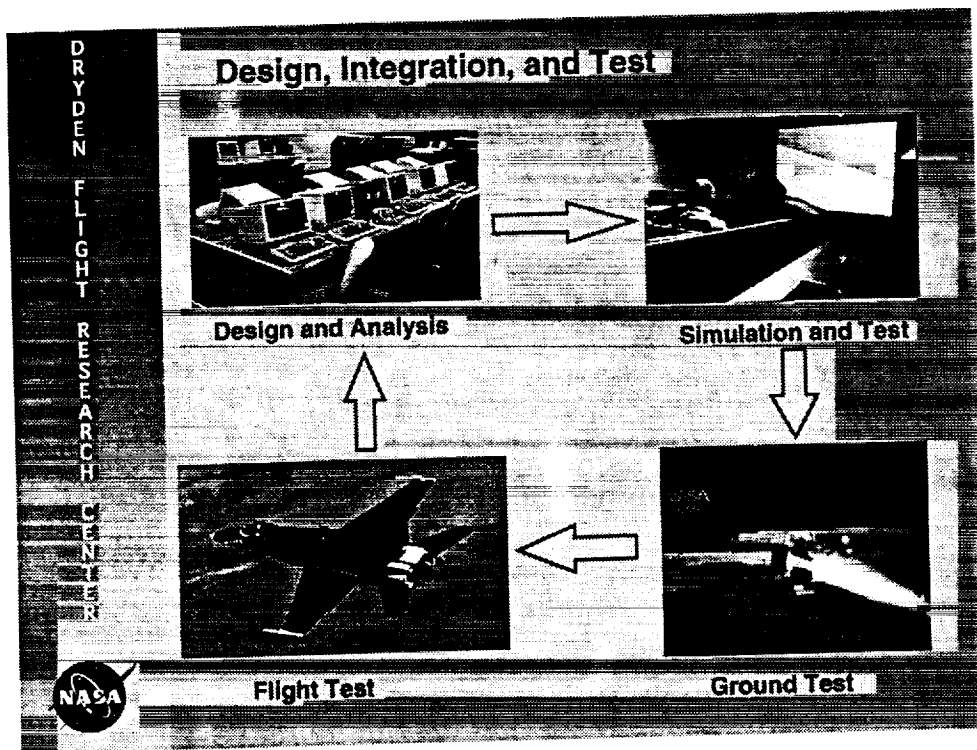 DRYDEN FLIGHT RESEARCH CENTER
Design, Integration, and Test
Design and Analysis
Simulation and Test
Flight Test
Ground Test
NASA